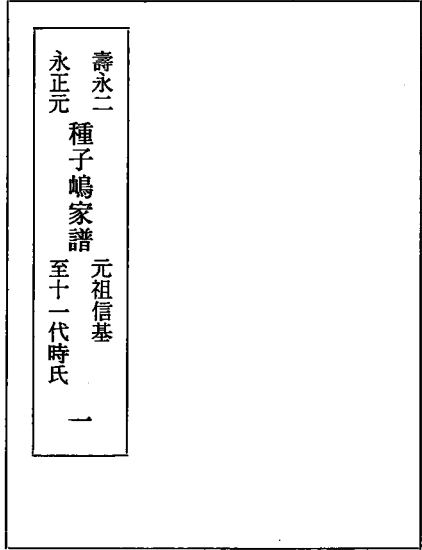 壽永二
永正元
種子嶋家譜
元祖信基
至十一代時氏
一